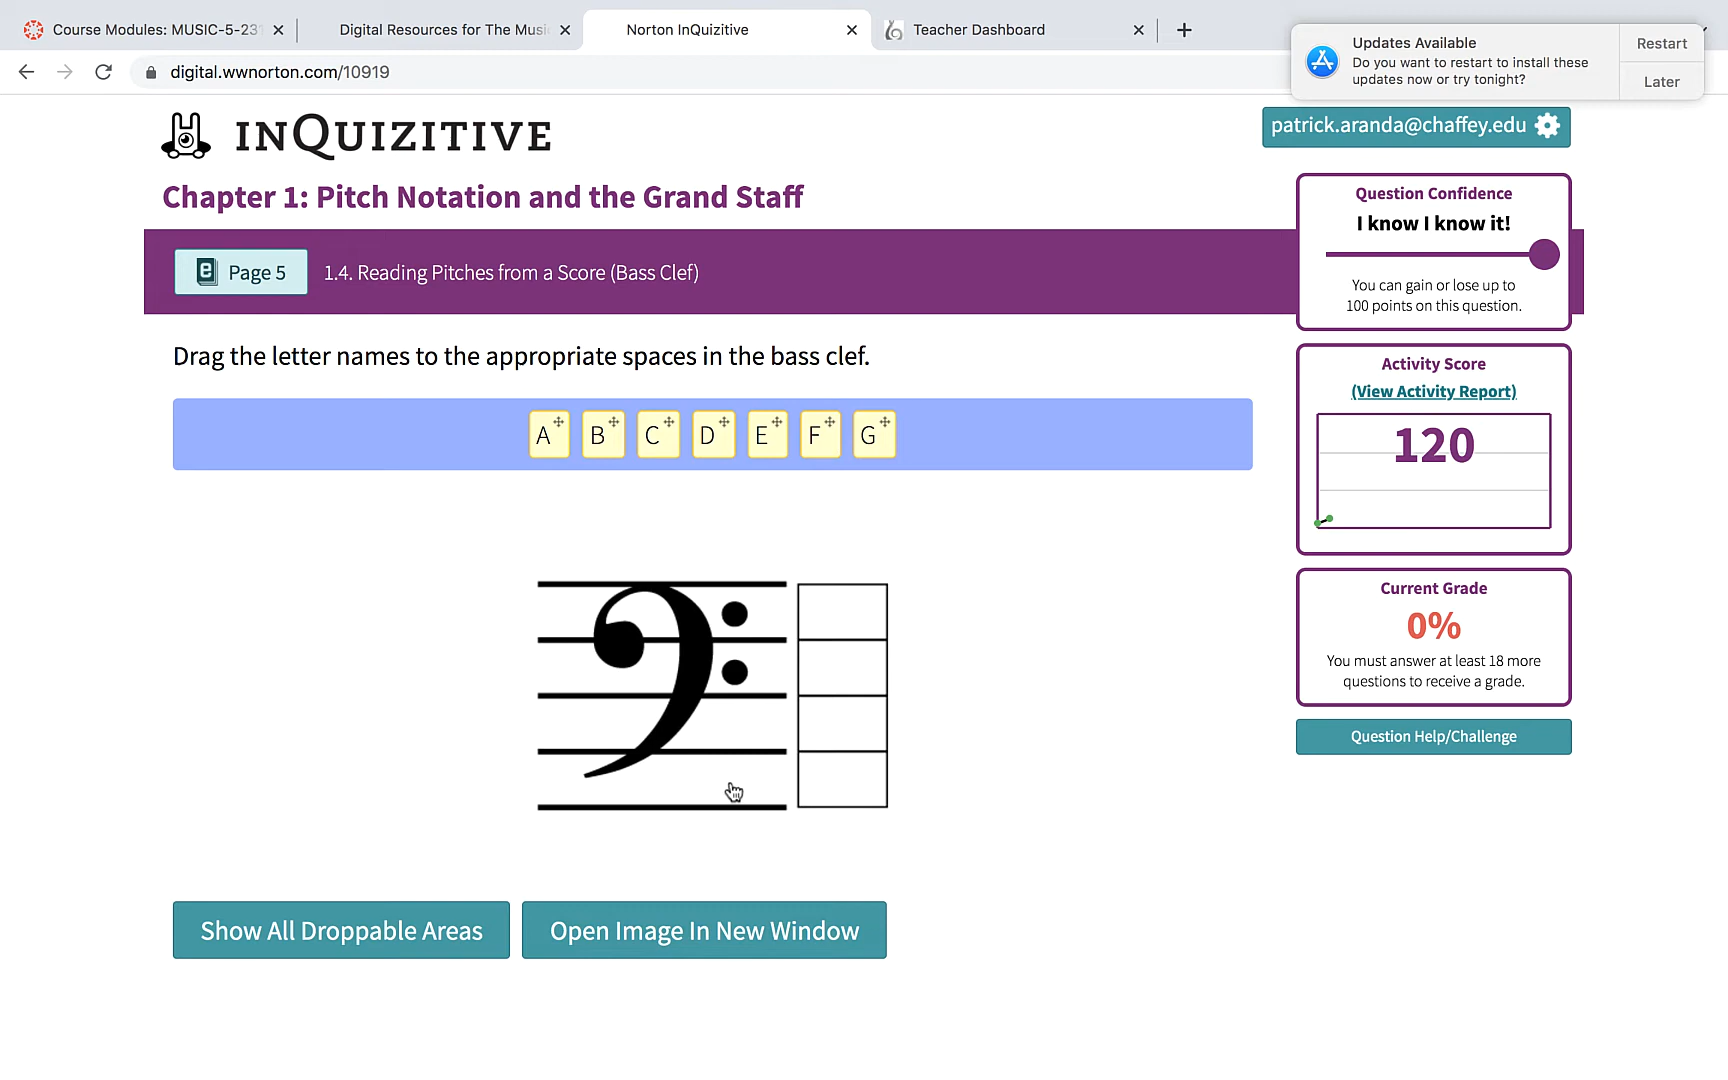 Course Modules: MUSIC-5-231
Digital Resources for The Musi
Norton InQuizitive
Teacher Dashboard
digital.wwnorton.com/10919
Updates Available
Do you want to restart to install these
updates now or try tonight?
Restart
Later
INQUIZITIVE
patrick.aranda@chaffey.edu
Chapter 1: Pitch Notation and the Grand Staff
Page 5
1.4. Reading Pitches from a Score (Bass Clef)
Question Confidence
I know I know it!
You can gain or lose up to
100 points on this question.
Drag the letter names to the appropriate spaces in the bass clef.
A B C D E F G
Activity Score
(View Activity Report)
120
Current Grade
0%
You must answer at least 18 more
questions to receive a grade.
Question Help/Challenge
Show All Droppable Areas
Open Image In New Window